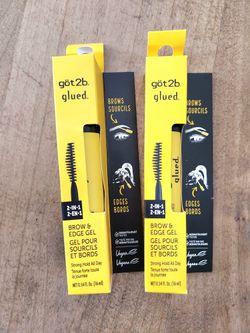 göt2b.
glued.
2-IN-1
2-EN-1
BROW &
EDGE GEL
GEL POUR
SOURCILS
ET BORDS
Strong Hold All Day
Tenue forte toute
la journée
BROWS
SOURCILS
EDGES
BORDS
Vegan
göt2b.
glued.
glued.
2-IN-1
2-EN-1
BROW &
EDGE GEL
GEL POUR
SOURCILS
ET BORDS
Strong Hold All Day
Tenue forte toute
la journée
BROWS
SOURCILS
EDGES
BORDS
Vegan